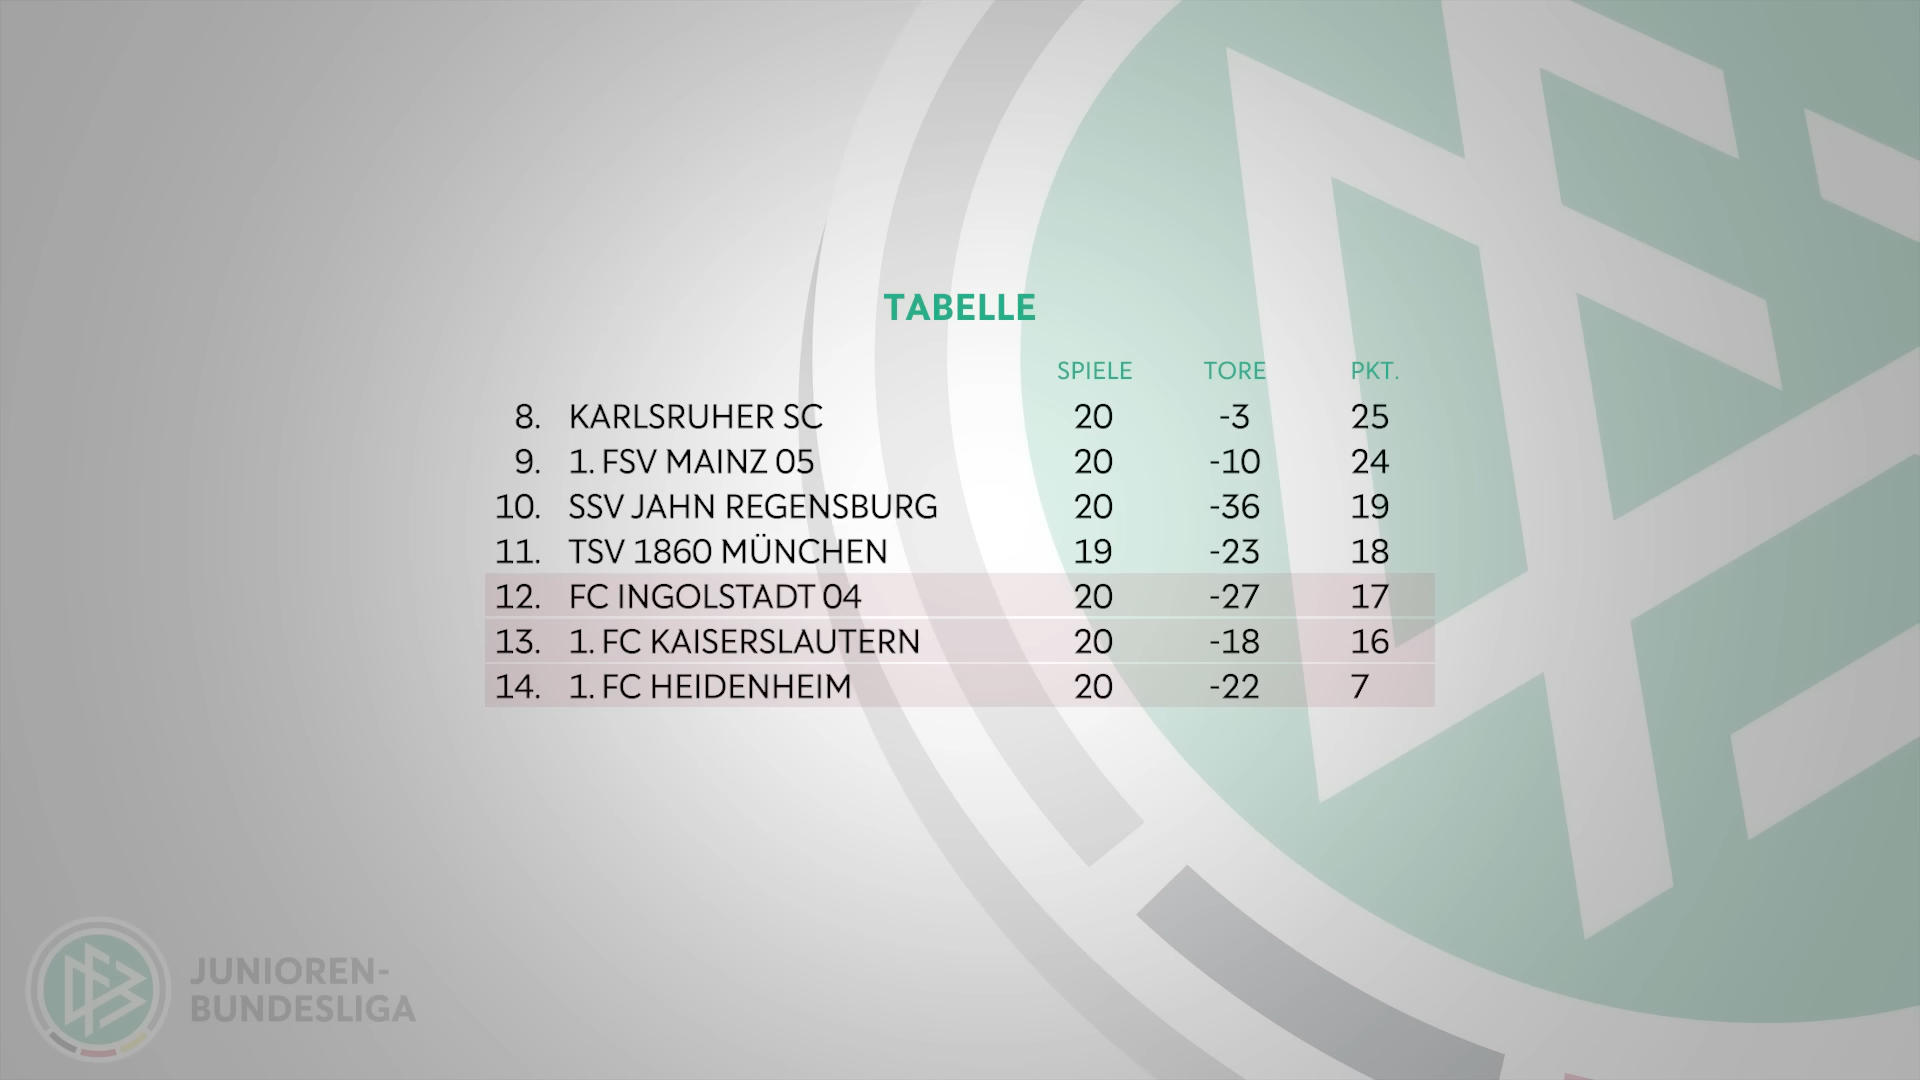 TABELLE
SPIELE TORE PKT.
8. KARLSRUHER SC 20 -3 25
9. 1. FSV MAINZ 05 20 -10 24
10. SSV JAHN REGENSBURG 20 -36 19
11. TSV 1860 MÜNCHEN 19 -23 18
12. FC INGOLSTADT 04 20 -27 17
13. 1. FC KAISERSLAUTERN 20 -18 16
14. 1. FC HEIDENHEIM 20 -22 7
JUNIOREN-
BUNDESLIGA